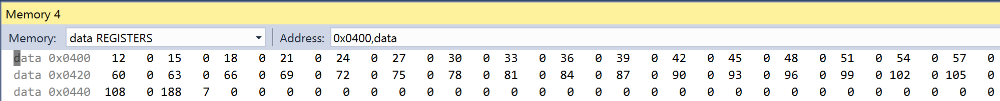 Memory 4
Memory: data REGISTERS Address: 0x0400,data
data 0x0400 12 0 15 0 18 0 21 0 24 0 27 0 30 0 33 0 36 0 39 0 42 0 45 0 48 0 51 0 54 0 57 0
data 0x0420 60 0 63 0 66 0 69 0 72 0 75 0 78 0 81 0 84 0 87 0 90 0 93 0 96 0 99 0 102 0 105 0
data 0x0440 108 0 188 7 0 0 0 0 0 0 0 0 0 0 0 0 0 0 0 0 0 0 0 0 0 0 0 0 0 0 0 0